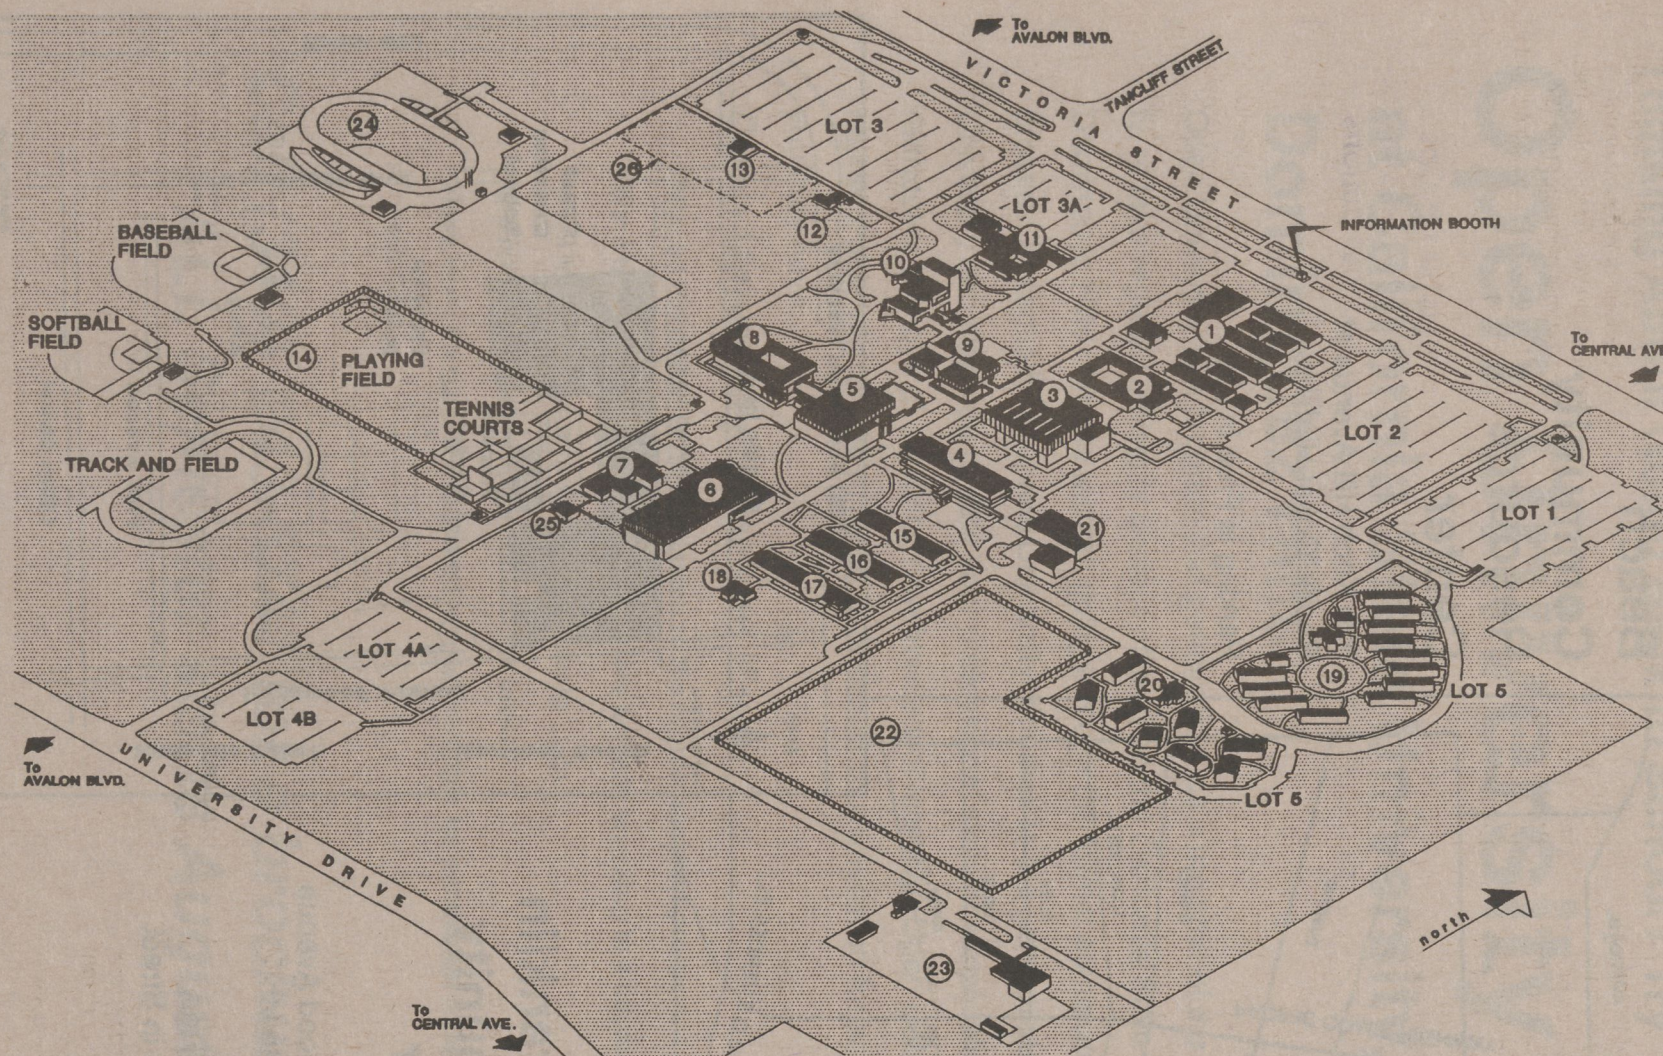 To
AVALON BLVD.
VICTORIA STREET
TAMCLIFF STREET
24
LOT 3
26
13
12
LOT 3A
11
INFORMATION BOOTH
BASEBALL
FIELD
10
SOFTBALL
FIELD
14
PLAYING
FIELD
8
9
1
To
CENTRAL AVE
5
3
2
TENNIS
COURTS
LOT 2
TRACK AND FIELD
7
6
4
LOT 1
25
15
21
16
18
17
LOT 4A
20
19
LOT 5
LOT 4B
22
To
AVALON BLVD.
UNIVERSITY DRIVE
LOT 5
north
23
To
CENTRAL AVE.